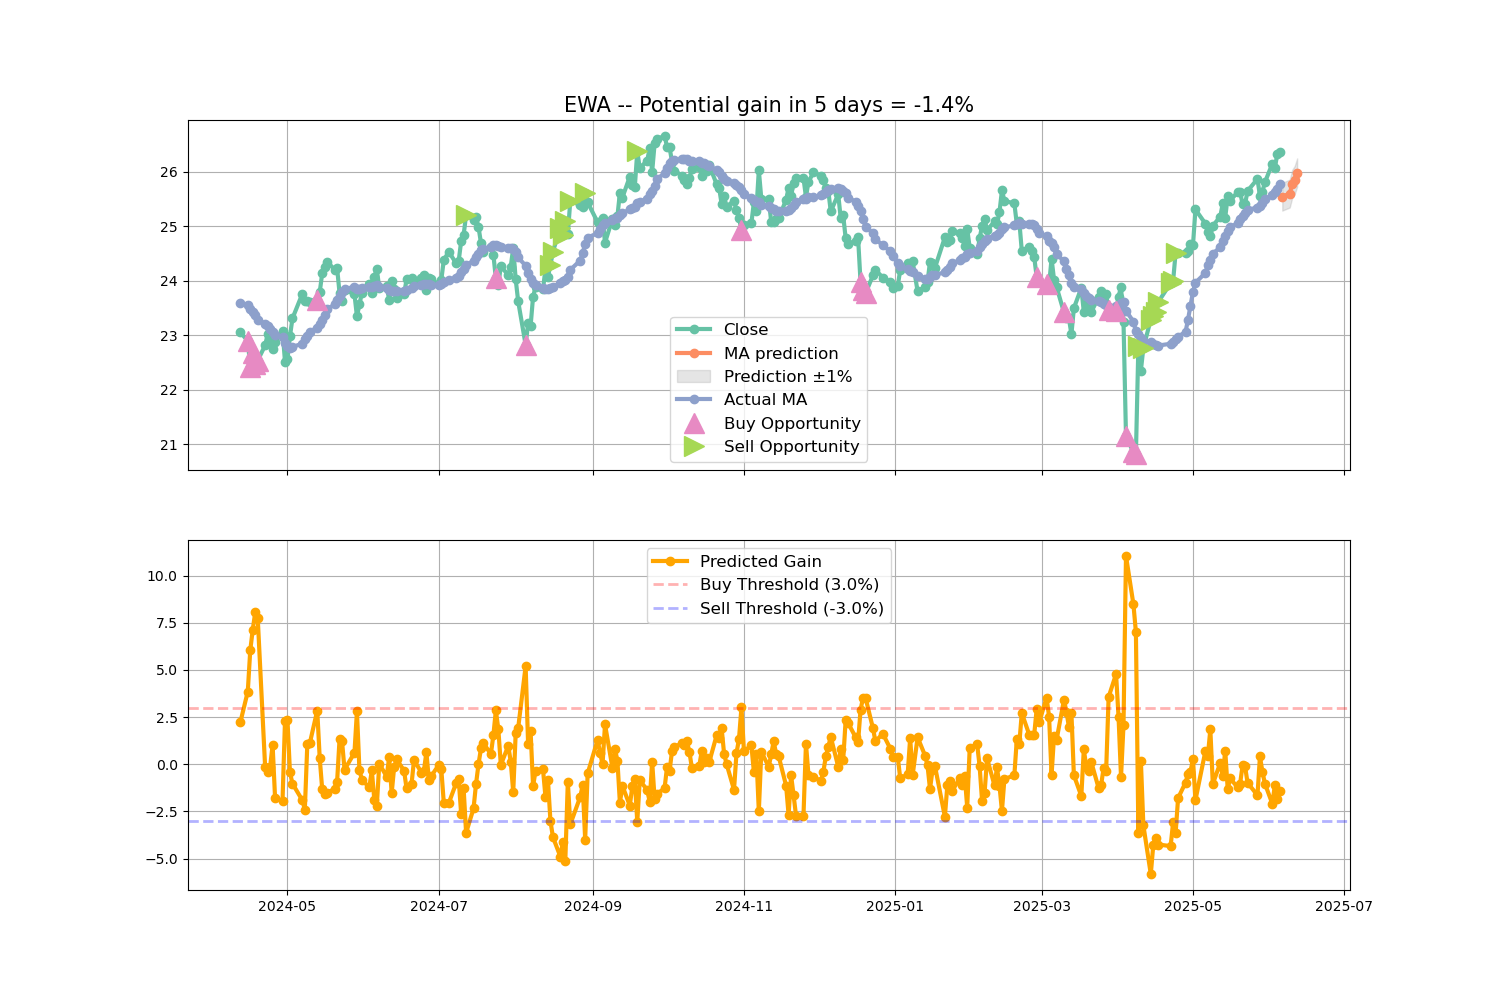 EWA -- Potential gain in 5 days = -1.4%
26
25
24
23
22
21
Close
MA prediction
Prediction ±1%
Actual MA
Buy Opportunity
Sell Opportunity
10.0
7.5
5.0
2.5
0.0
−2.5
−5.0
Predicted Gain
Buy Threshold (3.0%)
Sell Threshold (-3.0%)
2024-05 2024-07 2024-09 2024-11 2025-01 2025-03 2025-05 2025-07